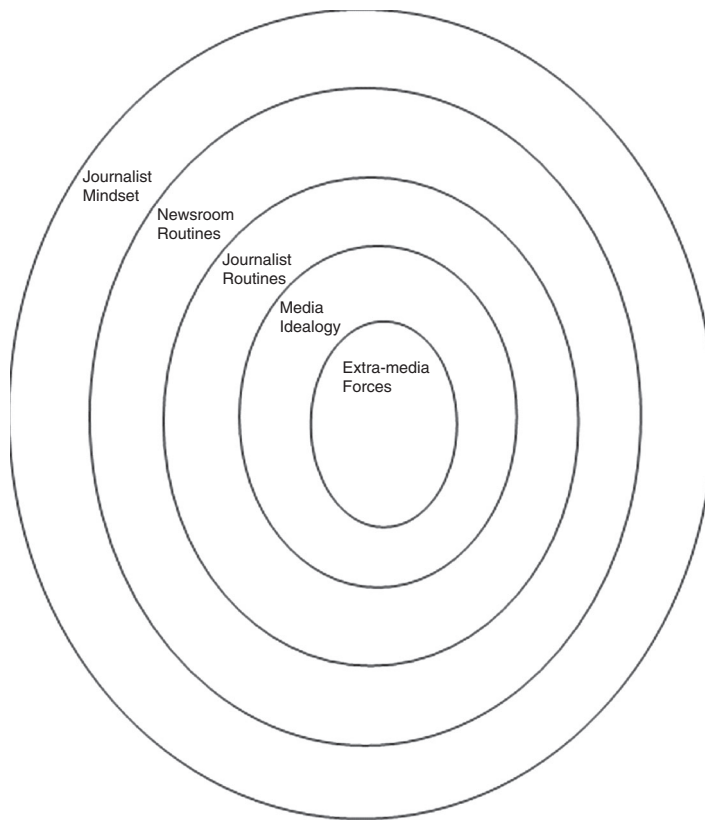 Journalist
Mindset
Newsroom
Routines
Journalist
Routines
Media
Idealogy
Extra-media
Forces